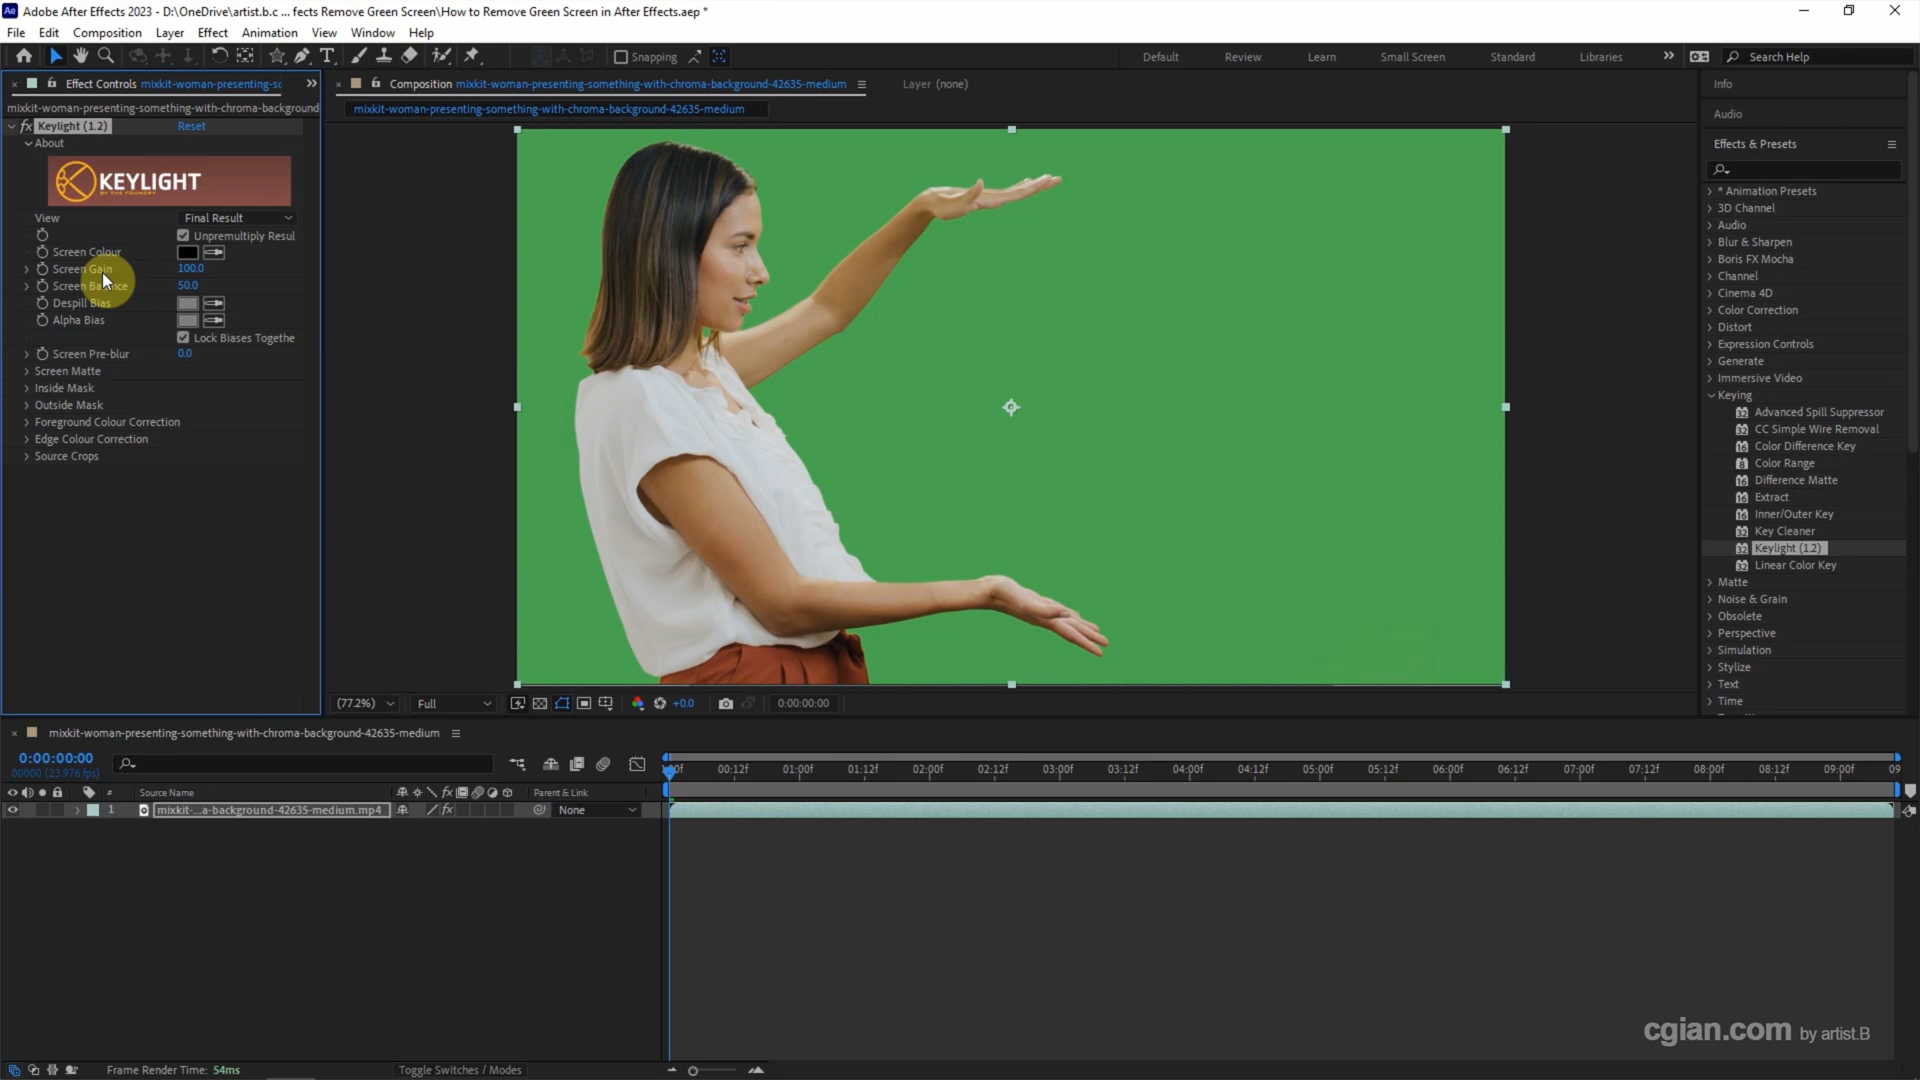 Adobe After Effects 2023 - D:\OneDrive\artist.b.c ... fects Remove Green Screen\How to Remove Green Screen in After Effects.aep *
File Edit Composition Layer Effect Animation View Window Help
Snapping
Default Review Learn Small Screen Standard Libraries
Search Help
Effect Controls mixkit-woman-presenting-so
mixkit-woman-presenting-something-with-chroma-background
fx Keylight (1.2) Reset
About
KEYLIGHT
BY THE FOUNDRY
View Final Result
Unpremultiply Resul
Screen Colour
Screen Gain 100.0
Screen Balance 50.0
Despill Bias
Alpha Bias
Lock Biases Togethe
Screen Pre-blur 0.0
Screen Matte
Inside Mask
Outside Mask
Foreground Colour Correction
Edge Colour Correction
Source Crops
Composition mixkit-woman-presenting-something-with-chroma-background-42635-medium
Layer (none)
mixkit-woman-presenting-something-with-chroma-background-42635-medium
(77.2%) Full +0.0 0:00:00:00
Info
Audio
Effects & Presets
* Animation Presets
3D Channel
Audio
Blur & Sharpen
Boris FX Mocha
Channel
Cinema 4D
Color Correction
Distort
Expression Controls
Generate
Immersive Video
Keying
Advanced Spill Suppressor
CC Simple Wire Removal
Color Difference Key
Color Range
Difference Matte
Extract
Inner/Outer Key
Key Cleaner
Keylight (1.2)
Linear Color Key
Matte
Noise & Grain
Obsolete
Perspective
Simulation
Stylize
Text
Time
mixkit-woman-presenting-something-with-chroma-background-42635-medium
0:00:00:00
00000 (23.976 fps)
00f 00:12f 01:00f 01:12f 02:00f 02:12f 03:00f 03:12f 04:00f 04:12f 05:00f 05:12f 06:00f 06:12f 07:00f 07:12f 08:00f 08:12f 09:00f 09
# Source Name fx Parent & Link
1 mixkit-...a-background-42635-medium.mp4 fx None
cgian.com by artist.B
Frame Render Time: 54ms
Toggle Switches / Modes